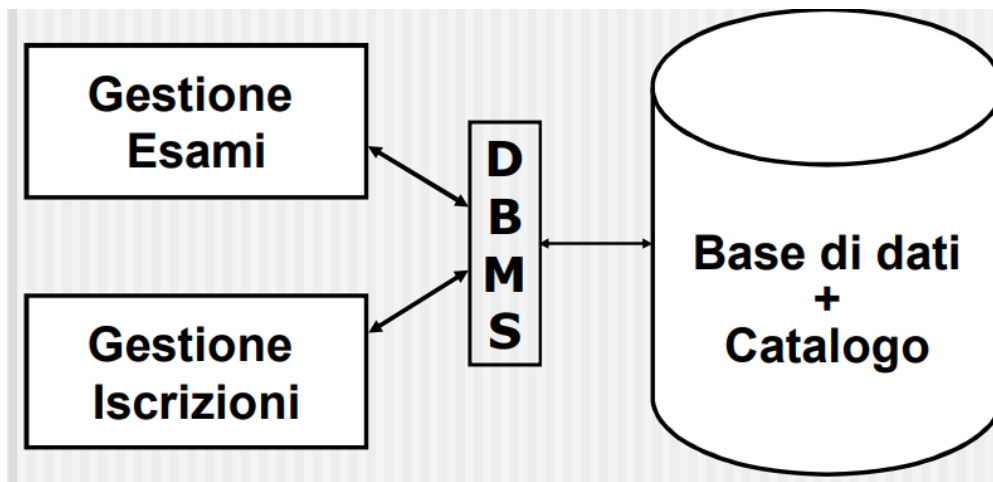 Gestione
Esami
Gestione
Iscrizioni
D
B
M
S
Base di dati
+
Catalogo